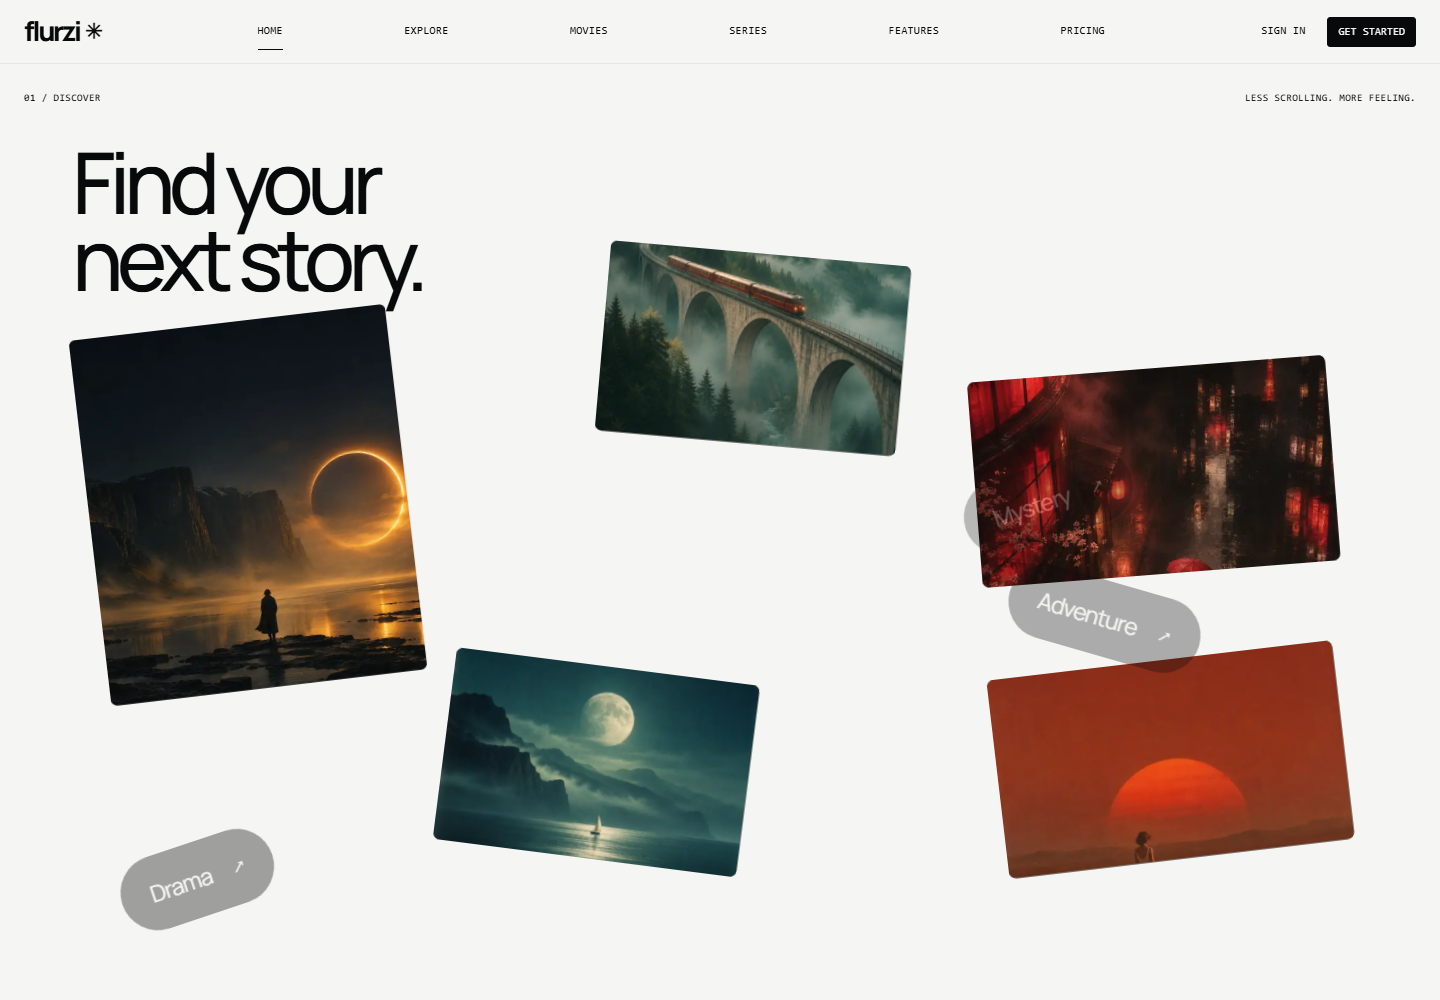 flurzi
HOME
EXPLORE
MOVIES
SERIES
FEATURES
PRICING
SIGN IN
GET STARTED
01 / DISCOVER
LESS SCROLLING. MORE FEELING.
Find your
next story.
Mystery ↗
Adventure ↗
Drama ↗